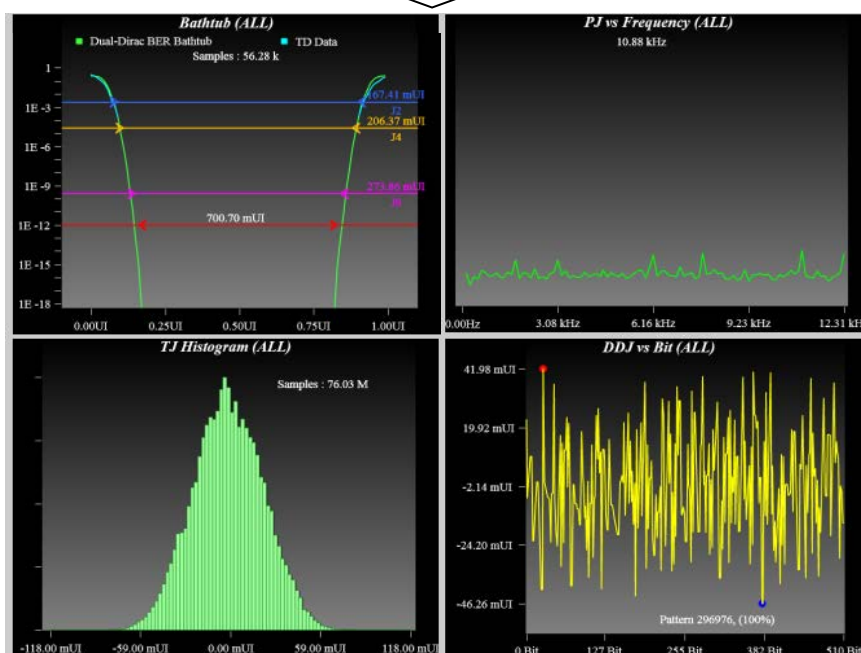 Bathtub (ALL)
Dual-Dirac BER Bathtub
TD Data
Samples : 56.28 k
1
1E -3
1E -6
1E -9
1E -12
1E -15
1E -18
167.41 mUI
J2
206.37 mUI
J4
273.86 mUI
700.70 mUI
0.00UI
0.25UI
0.50UI
0.75UI
1.00UI
PJ vs Frequency (ALL)
10.88 kHz
0.00Hz
3.08 kHz
6.16 kHz
9.23 kHz
12.31 kHz
TJ Histogram (ALL)
Samples : 76.03 M
-118.00 mUI
-59.00 mUI
0.00 mUI
59.00 mUI
118.00 mUI
DDJ vs Bit (ALL)
41.98 mUI
19.92 mUI
-2.14 mUI
-24.20 mUI
-46.26 mUI
Pattern 296976, (100%)
0 Bit
127 Bit
255 Bit
382 Bit
510 Bit